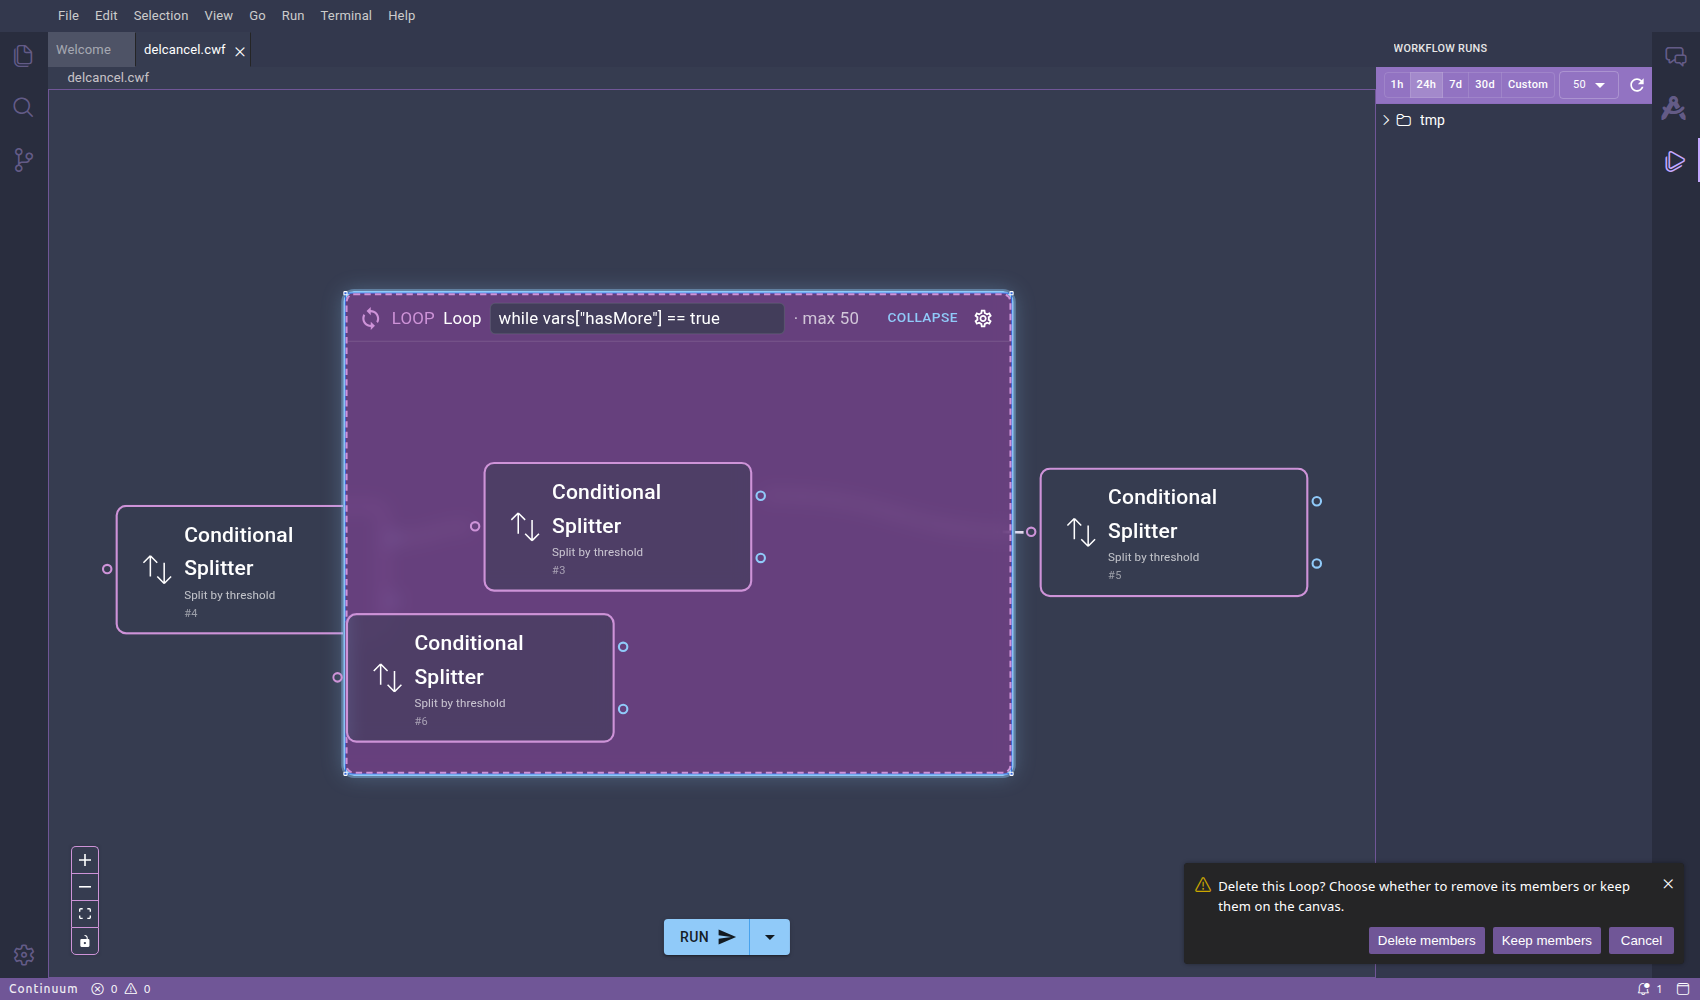 File Edit Selection View Go Run Terminal Help
Welcome delcancel.cwf
WORKFLOW RUNS
delcancel.cwf
1h 24h 7d 30d Custom 50
tmp
LOOP Loop while vars["hasMore"] == true · max 50 COLLAPSE
Conditional
Splitter
Split by threshold
#4
Conditional
Splitter
Split by threshold
#3
Conditional
Splitter
Split by threshold
#5
Conditional
Splitter
Split by threshold
#6
RUN
Delete this Loop? Choose whether to remove its members or keep
them on the canvas.
Delete members Keep members Cancel
Continuum 0 0 1